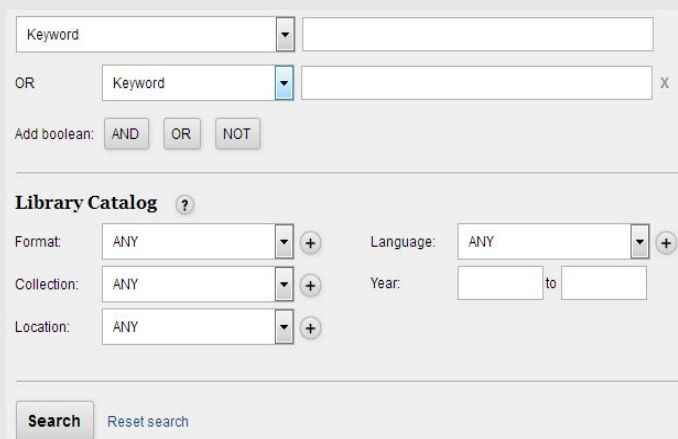 Keyword
OR Keyword X
Add boolean: AND OR NOT
Library Catalog ?
Format: ANY + Language: ANY +
Collection: ANY + Year: to
Location: ANY +
Search Reset search